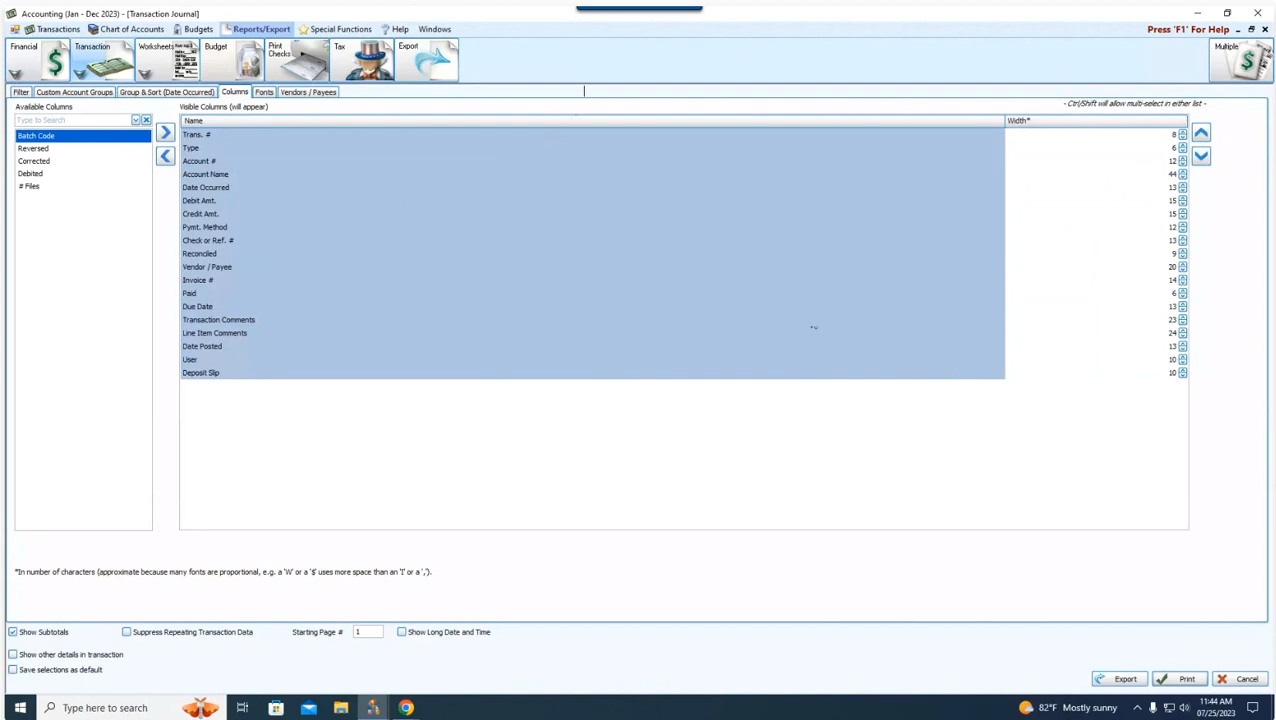 Accounting (Jan - Dec 2023) - [Transaction Journal]
Transactions Chart of Accounts Budgets Reports/Export Special Functions Help Windows Press 'F1' For Help
Financial Transaction Worksheets Budget Print Checks Tax Export Multiple
Filter Custom Account Groups Group & Sort (Date Occurred) Columns Fonts Vendors / Payees
Available Columns Visible Columns (will appear) - Ctrl/Shift will allow multi-select in either list -
Type to Search Name Width*
Batch Code Trans. # 8
Reversed Type 6
Corrected Account # 12
Debited Account Name 44
# Files Date Occurred 13
Debit Amt. 15
Credit Amt. 15
Pymt. Method 12
Check or Ref. # 13
Reconciled 9
Vendor / Payee 20
Invoice # 14
Paid 6
Due Date 13
Transaction Comments 23
Line Item Comments 24
Date Posted 13
User 10
Deposit Slip 10
*In number of characters (approximate because many fonts are proportional, e.g. a 'W' or a '$' uses more space than an 'I' or a ',').
Show Subtotals Suppress Repeating Transaction Data Starting Page # 1 Show Long Date and Time
Show other details in transaction
Save selections as default
Export Print Cancel
Type here to search 82°F Mostly sunny 11:44 AM
07/25/2023